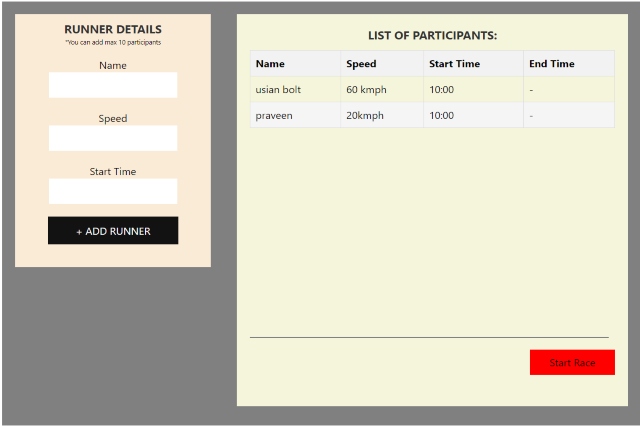 RUNNER DETAILS
*You can add max 10 participants
Name
Speed
Start Time
+ ADD RUNNER
LIST OF PARTICIPANTS:
Name Speed Start Time End Time
usian bolt 60 kmph 10:00 -
praveen 20kmph 10:00 -
Start Race